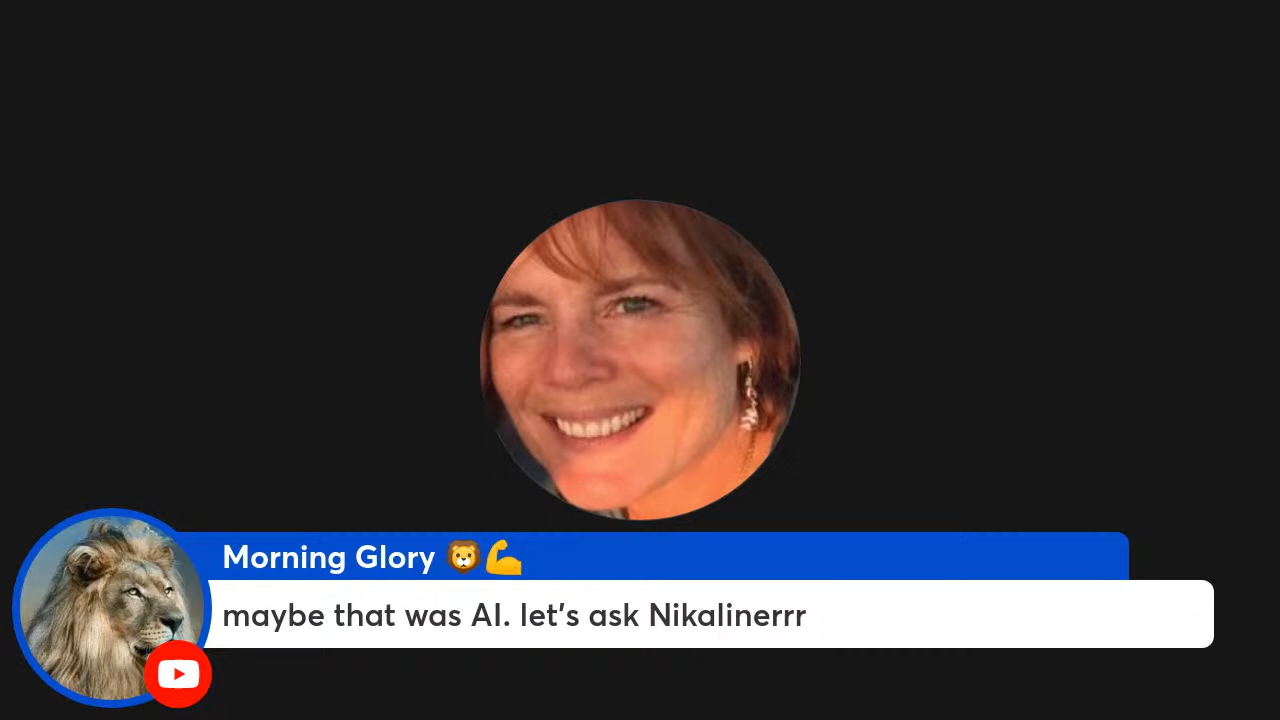 Morning Glory 🦁💪
maybe that was AI. let's ask Nikalinerrr